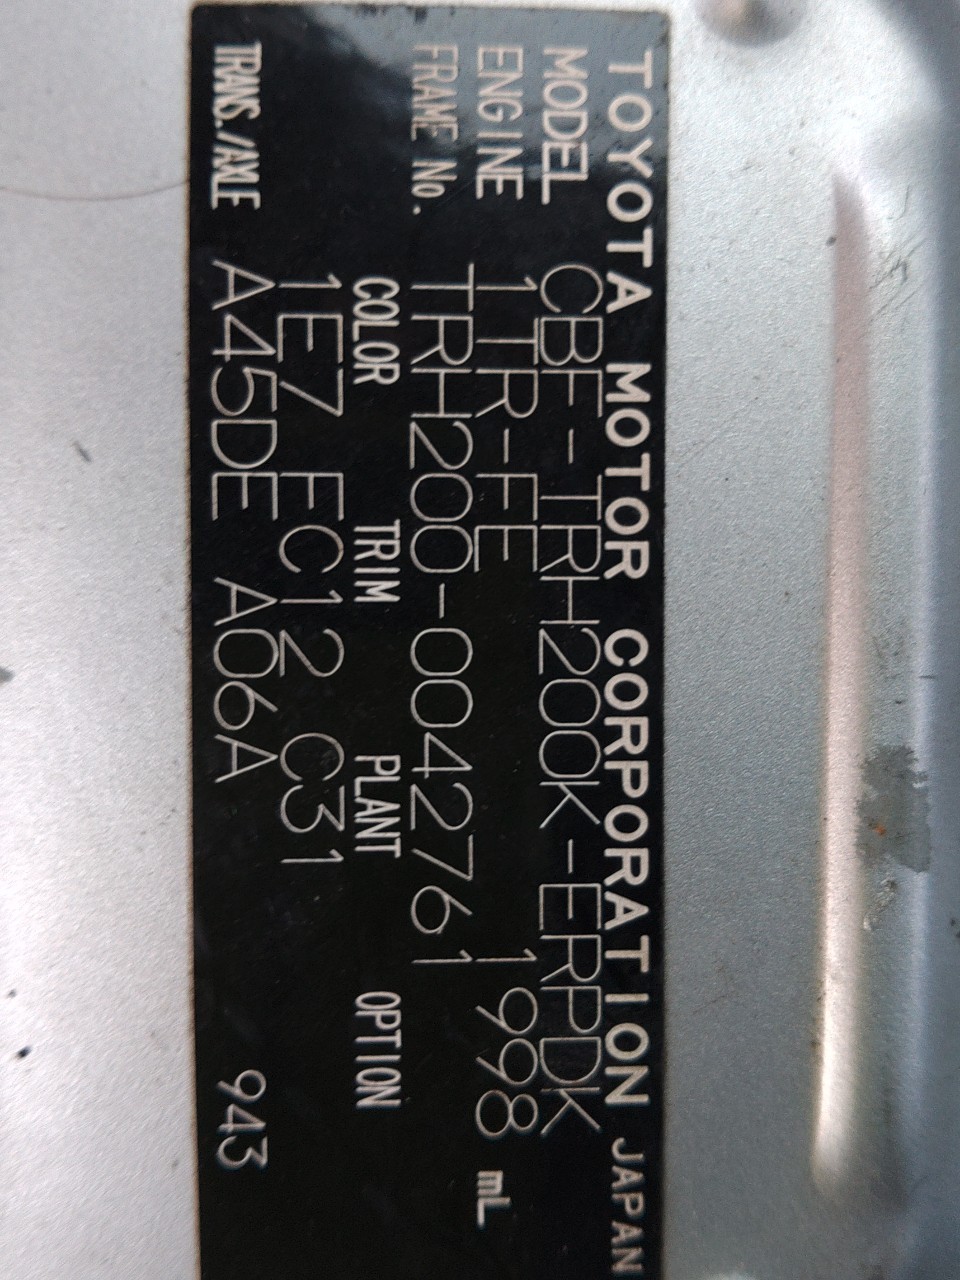 TOYOTA MOTOR CORPORATION JAPAN
MODEL CBF-TRH200K-ERPDK
ENGINE 1TR-FE 1998 mL
FRAME No. TRH200-0042761
COLOR TRIM PLANT OPTION
1E7 FC12 C31
TRANS./AXLE A45DE A06A 943